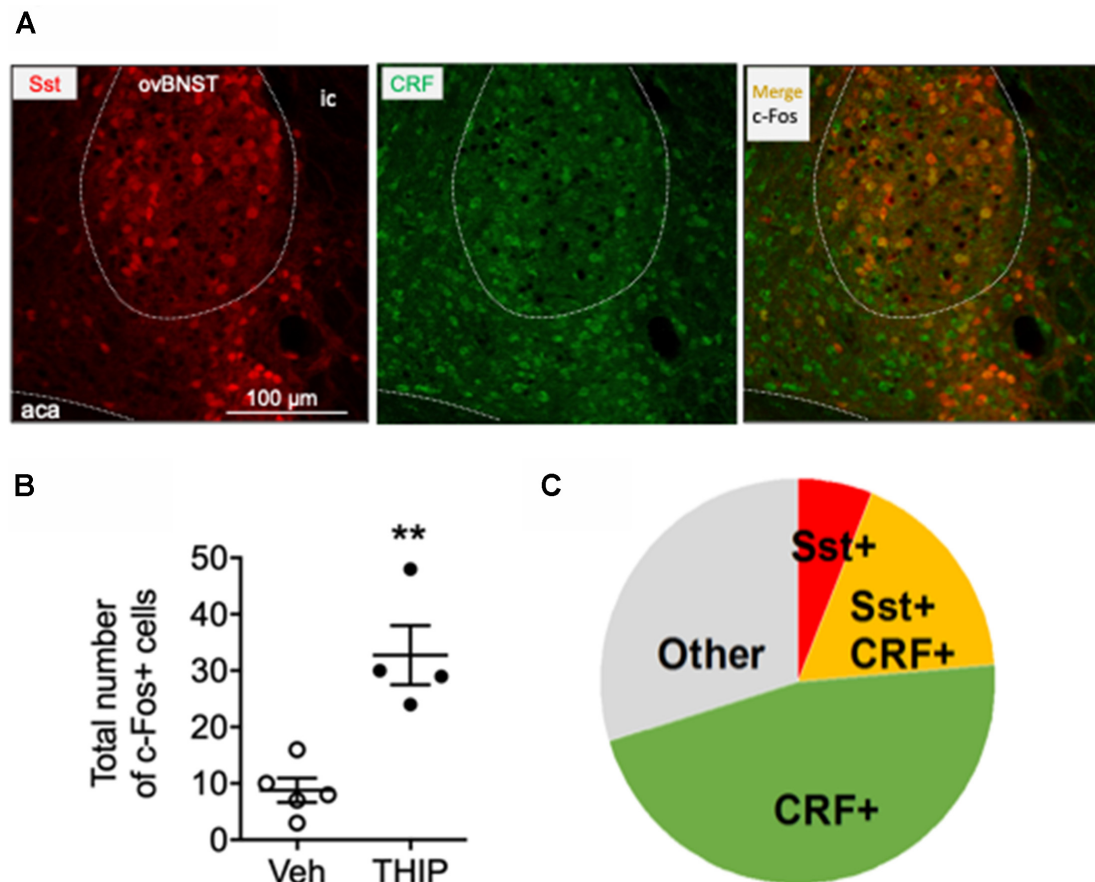 A
Sst
ovBNST
ic
aca
100 µm
CRF
Merge
c-Fos
B
Total number
of c-Fos+ cells
50
40
30
20
10
0
**
Veh
THIP
C
Sst+
Sst+
CRF+
Other
CRF+